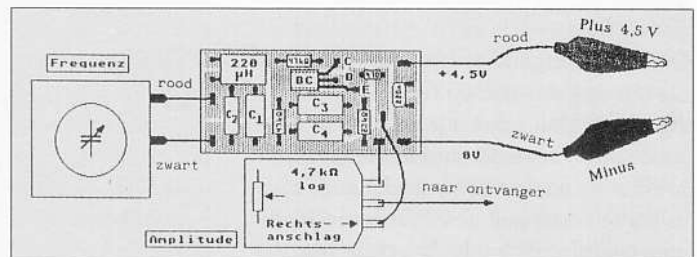 Frequenz
rood
zwart
220
µH
C2
C1
C3
C4
DC
C
B
E
rood
+4,5V
Plus 4,5 V
zwart
0V
Minus
4,7kΩ
log
Rechts-
anschlag
Amplitude
naar ontvanger